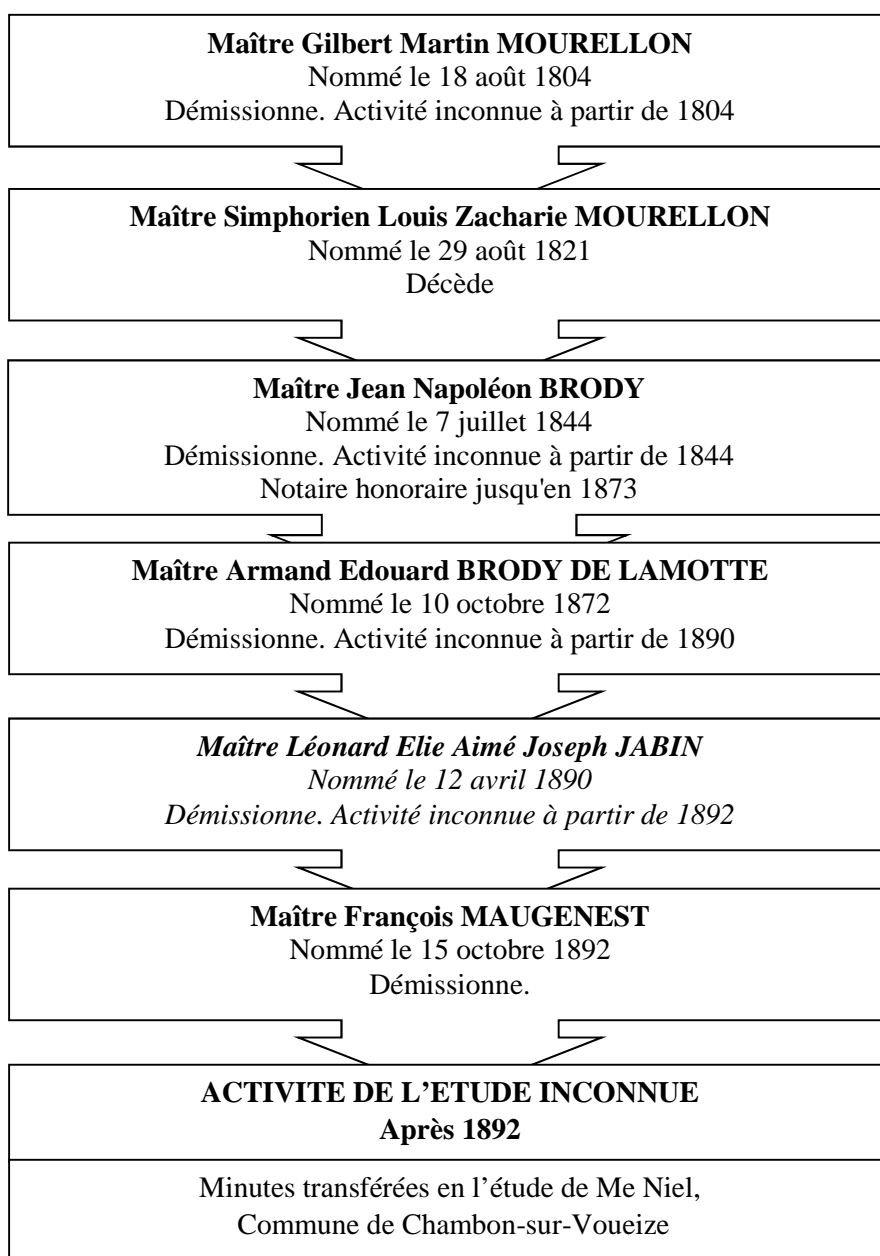 Maître Gilbert Martin MOURELLON
Nommé le 18 août 1804
Démissionne. Activité inconnue à partir de 1804
Maître Simphorien Louis Zacharie MOURELLON
Nommé le 29 août 1821
Décède
Maître Jean Napoléon BRODY
Nommé le 7 juillet 1844
Démissionne. Activité inconnue à partir de 1844
Notaire honoraire jusqu'en 1873
Maître Armand Edouard BRODY DE LAMOTTE
Nommé le 10 octobre 1872
Démissionne. Activité inconnue à partir de 1890
Maître Léonard Elie Aimé Joseph JABIN
Nommé le 12 avril 1890
Démissionne. Activité inconnue à partir de 1892
Maître François MAUGENEST
Nommé le 15 octobre 1892
Démissionne.
ACTIVITE DE L’ETUDE INCONNUE
Après 1892
Minutes transférées en l’étude de Me Niel,
Commune de Chambon-sur-Voueize